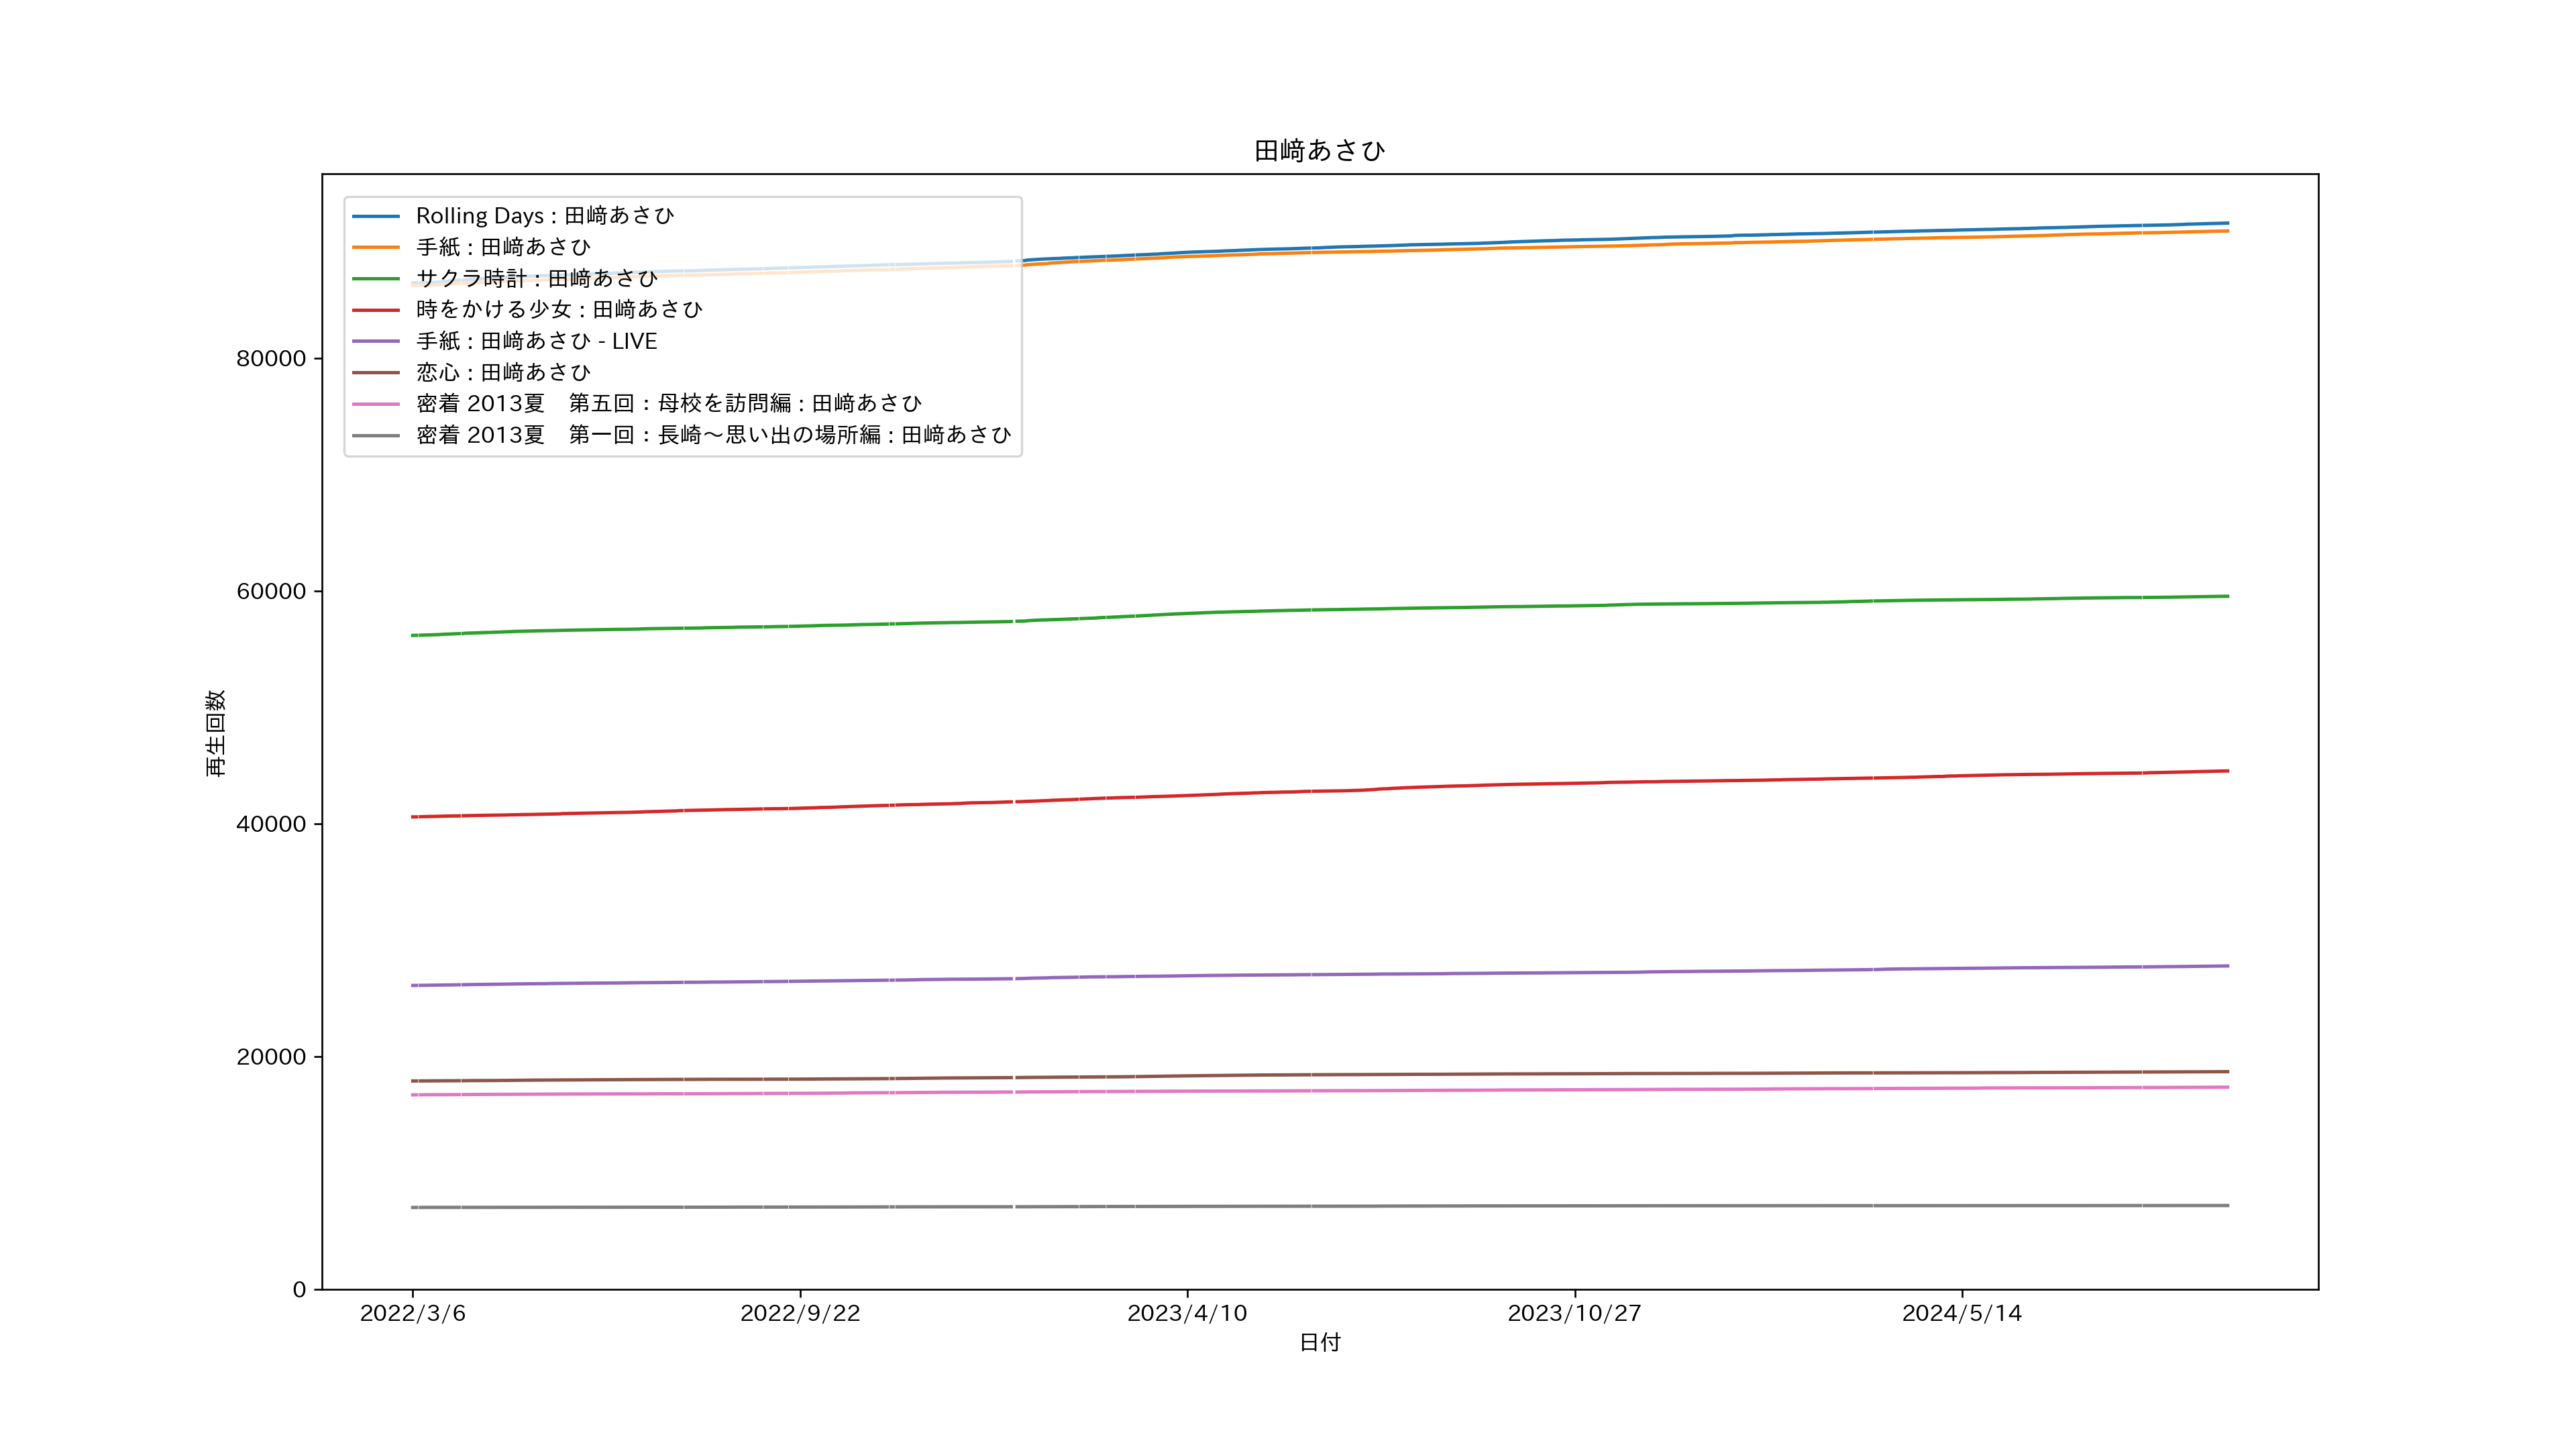 田﨑あさひ
Rolling Days : 田﨑あさひ
手紙 : 田﨑あさひ
サクラ時計 : 田﨑あさひ
時をかける少女 : 田﨑あさひ
手紙 : 田﨑あさひ - LIVE
恋心 : 田﨑あさひ
密着 2013夏　第五回：母校を訪問編 : 田﨑あさひ
密着 2013夏　第一回：長崎～思い出の場所編 : 田﨑あさひ
再生回数
80000
60000
40000
20000
0
2022/3/6 2022/9/22 2023/4/10 2023/10/27 2024/5/14
日付